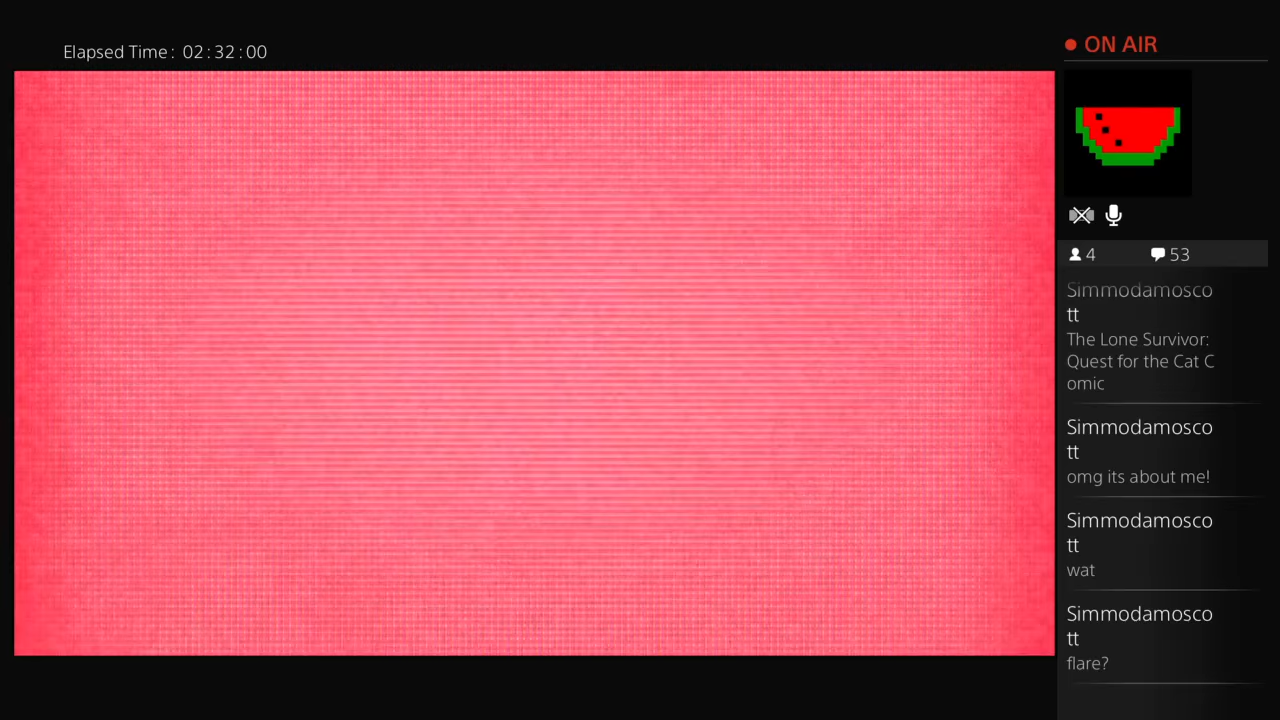 Elapsed Time: 02:32:00
ON AIR
4 53
Simmodamosco
tt
The Lone Survivor:
Quest for the Cat C
omic
Simmodamosco
tt
omg its about me!
Simmodamosco
tt
wat
Simmodamosco
tt
flare?